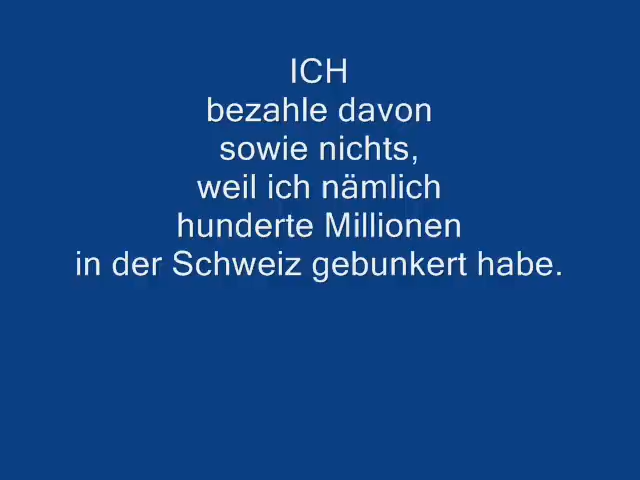 ICH
bezahle davon
sowie nichts,
weil ich nämlich
hunderte Millionen
in der Schweiz gebunkert habe.